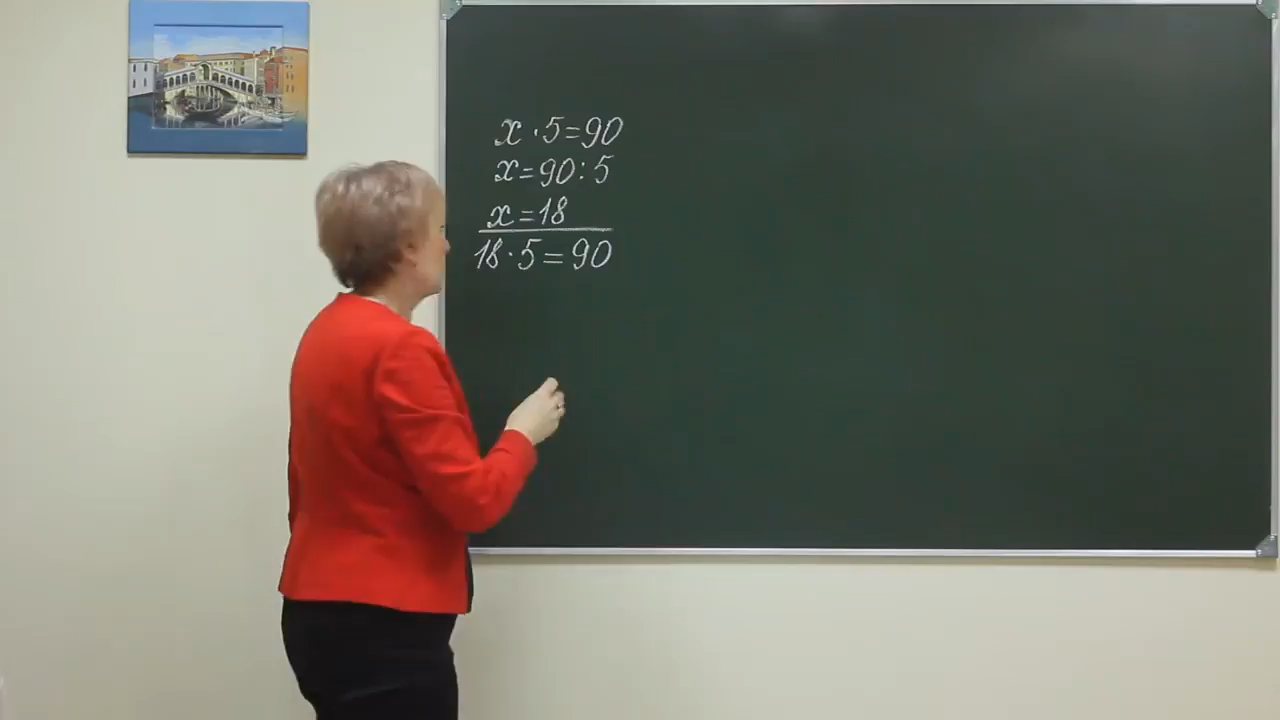 x · 5 = 90
x = 90 : 5
x = 18
18 · 5 = 90